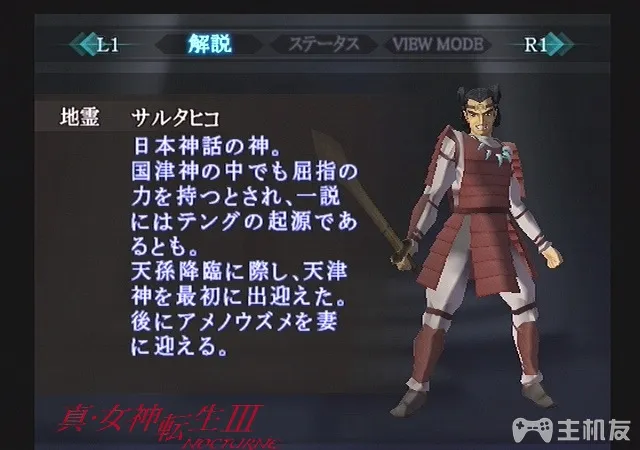 L1 解説 ステータス VIEW MODE R1
地霊 サルタヒコ
日本神話の神。
国津神の中でも屈指の
力を持つとされ、一説
にはテングの起源であ
るとも。
天孫降臨に際し、天津
神を最初に出迎えた。
後にアメノウズメを妻
に迎える。
真・女神転生III
NOCTURNE
主机友